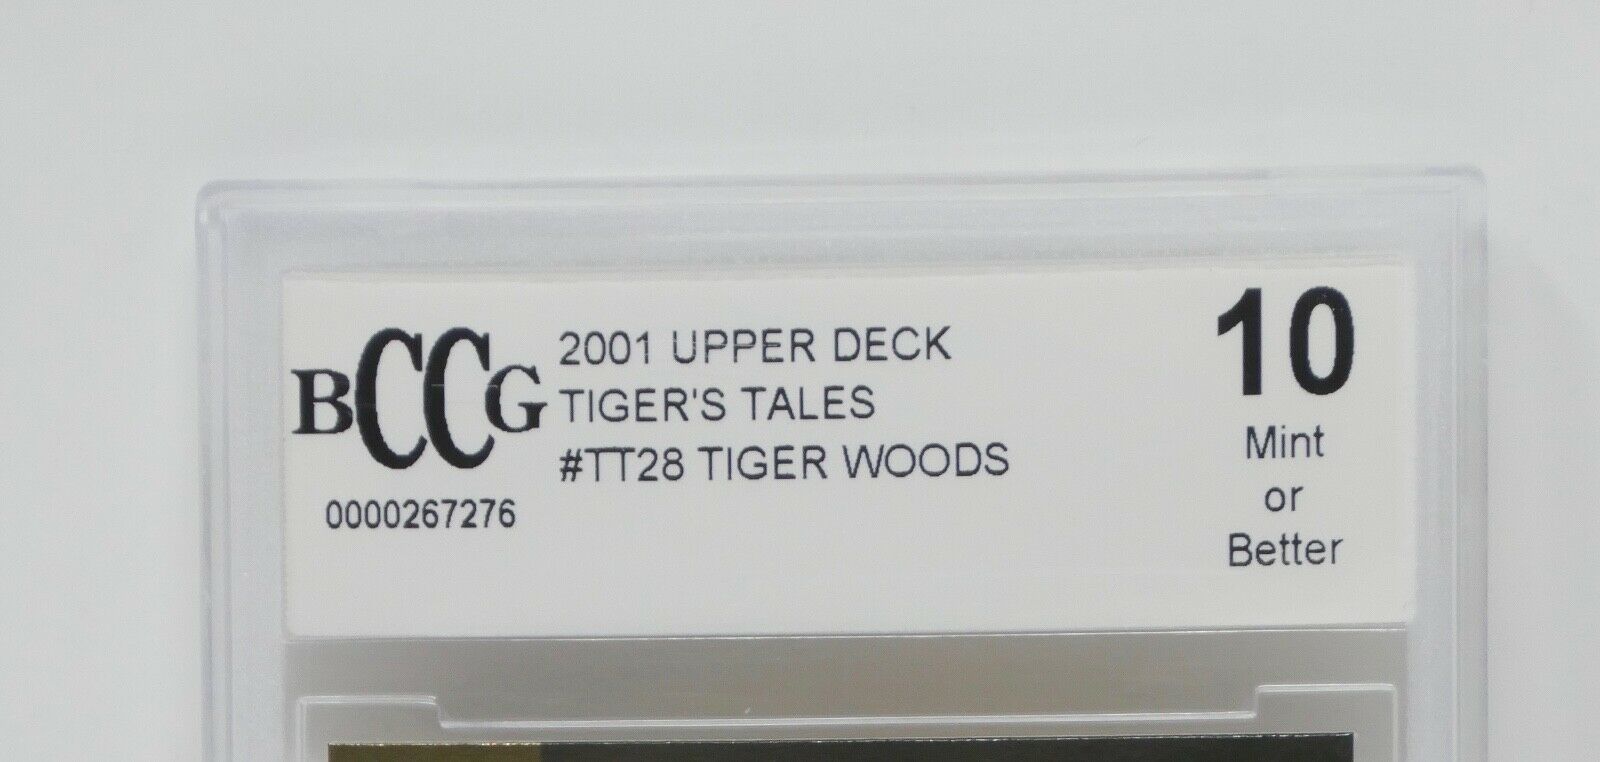 BCCG
0000267276
2001 UPPER DECK
TIGER'S TALES
#TT28 TIGER WOODS
10
Mint
or
Better